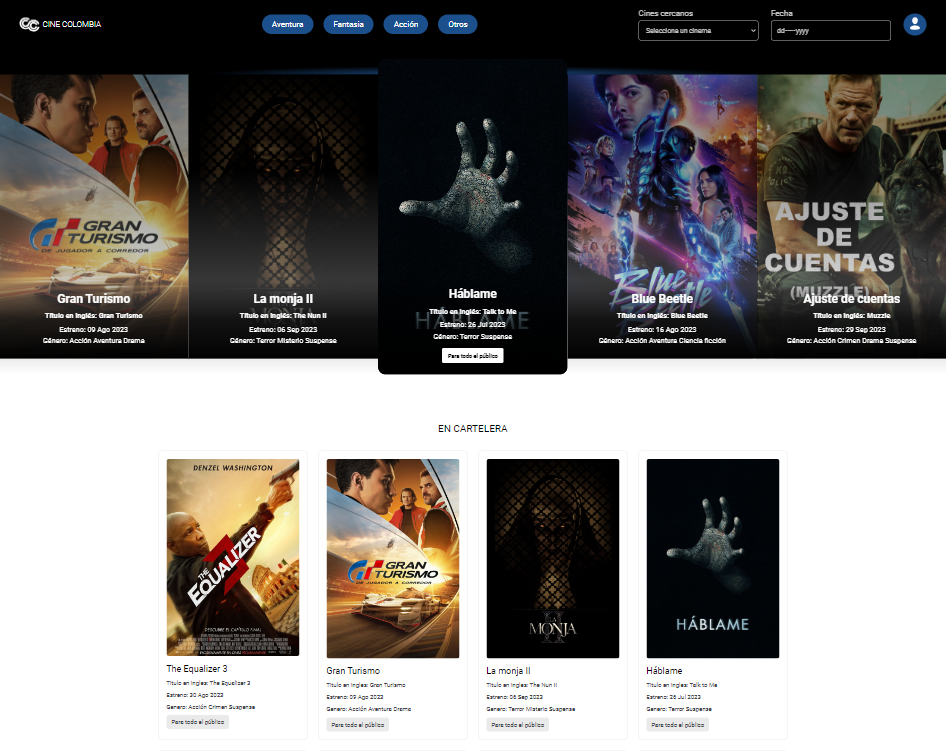 CINE COLOMBIA
Aventura
Fantasia
Acción
Otros
Cines cercanos
Selecciona un cinema
Fecha
dd----yyyy
GRAN
TURISMO
DE JUGADOR A CORREDOR
Gran Turismo
Título en Inglés: Gran Turismo
Estreno: 09 Ago 2023
Género: Acción Aventura Drama
La monja II
Título en Inglés: The Nun II
Estreno: 06 Sep 2023
Género: Terror Misterio Suspense
HÁBLAME
Háblame
Título en Inglés: Talk to Me
Estreno: 26 Jul 2023
Género: Terror Suspense
Para todo el público
Blue Beetle
Blue Beetle
Título en Inglés: Blue Beetle
Estreno: 16 Ago 2023
Género: Acción Aventura Ciencia ficción
AJUSTE
DE
CUENTAS
(MUZZLE)
Ajuste de cuentas
Título en Inglés: Muzzle
Estreno: 29 Sep 2023
Género: Acción Crimen Drama Suspense
EN CARTELERA
DENZEL WASHINGTON
THE
EQUALIZER
3
DESCUBRE EL CAPÍTULO FINAL
The Equalizer 3
Título en Inglés: The Equalizer 3
Estreno: 30 Ago 2023
Género: Acción Crimen Suspense
Para todo el público
GRAN
TURISMO
DE JUGADOR A CORREDOR
Gran Turismo
Título en Inglés: Gran Turismo
Estreno: 09 Ago 2023
Género: Acción Aventura Drama
Para todo el público
LA
MONJA
II
La monja II
Título en Inglés: The Nun II
Estreno: 06 Sep 2023
Género: Terror Misterio Suspense
Para todo el público
HÁBLAME
Háblame
Título en Inglés: Talk to Me
Estreno: 26 Jul 2023
Género: Terror Suspense
Para todo el público